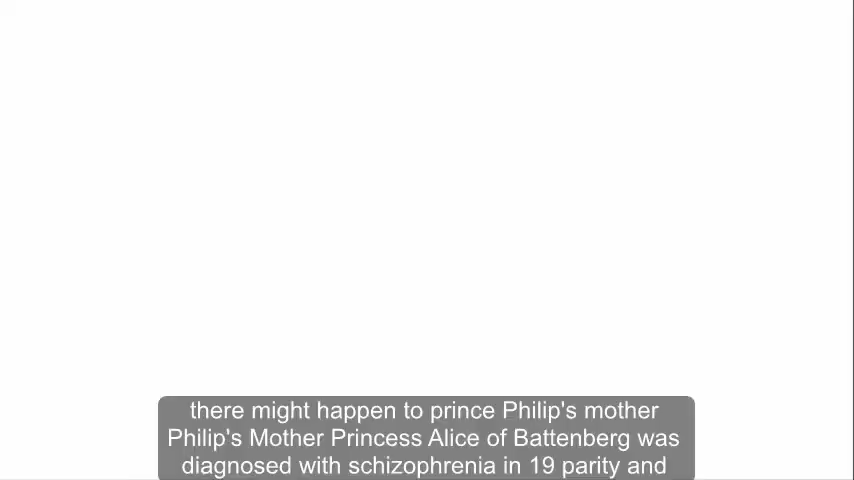 there might happen to prince Philip's mother
Philip's Mother Princess Alice of Battenberg was
diagnosed with schizophrenia in 19 parity and